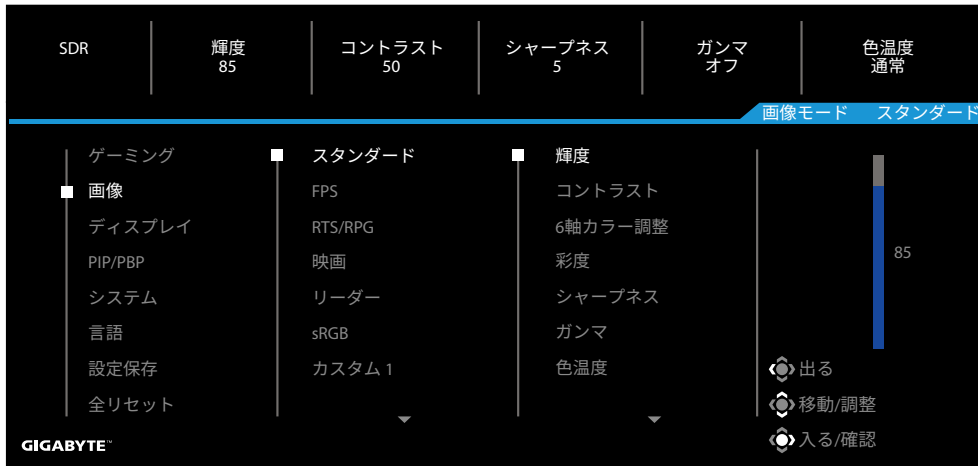 SDR
輝度
85
コントラスト
50
シャープネス
5
ガンマ
オフ
色温度
通常
画像モード スタンダード
ゲーミング
画像
ディスプレイ
PIP/PBP
システム
言語
設定保存
全リセット
スタンダード
FPS
RTS/RPG
映画
リーダー
sRGB
カスタム 1
輝度
コントラスト
6軸カラー調整
彩度
シャープネス
ガンマ
色温度
85
出る
移動/調整
入る/確認
GIGABYTE™